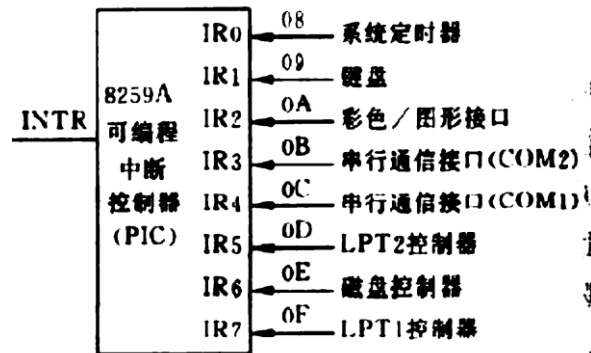 IR0 08 系统定时器
IR1 09 键盘
8259A
INTR 可编程 IR2 0A 彩色／图形接口
中断 IR3 0B 串行通信接口(COM2)
控制器 IR4 0C 串行通信接口(COM1)
(PIC) IR5 0D LPT2控制器
IR6 0E 磁盘控制器
IR7 0F LPT1控制器